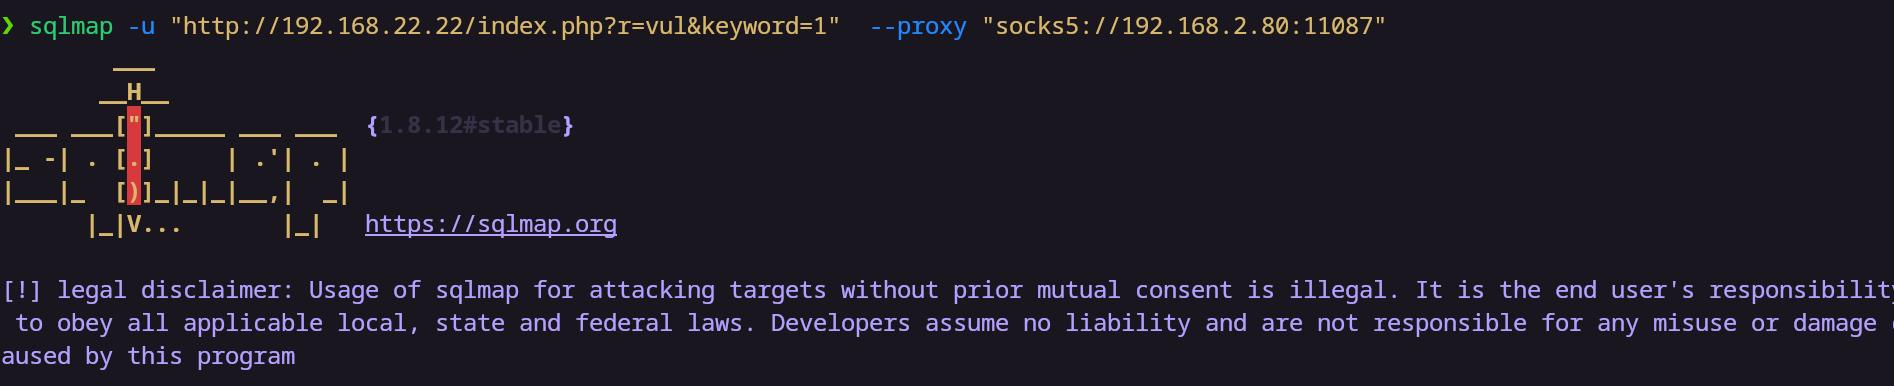 ❯ sqlmap -u "http://192.168.22.22/index.php?r=vul&keyword=1"  --proxy "socks5://192.168.2.80:11087"
        ___
       __H__
 ___ ___["]_____ ___ ___  {1.8.12#stable}
|_ -| . [.]     | .'| . |
|___|_  [)]_|_|_|__,|  _|
      |_|V...       |_|   https://sqlmap.org

[!] legal disclaimer: Usage of sqlmap for attacking targets without prior mutual consent is illegal. It is the end user's responsibility
 to obey all applicable local, state and federal laws. Developers assume no liability and are not responsible for any misuse or damage c
aused by this program